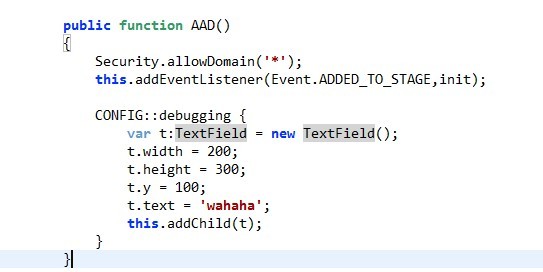 public function AAD()
{
Security.allowDomain('*');
this.addEventListener(Event.ADDED_TO_STAGE,init);
CONFIG::debugging {
var t:TextField = new TextField();
t.width = 200;
t.height = 300;
t.y = 100;
t.text = 'wahaha';
this.addChild(t);
}
}